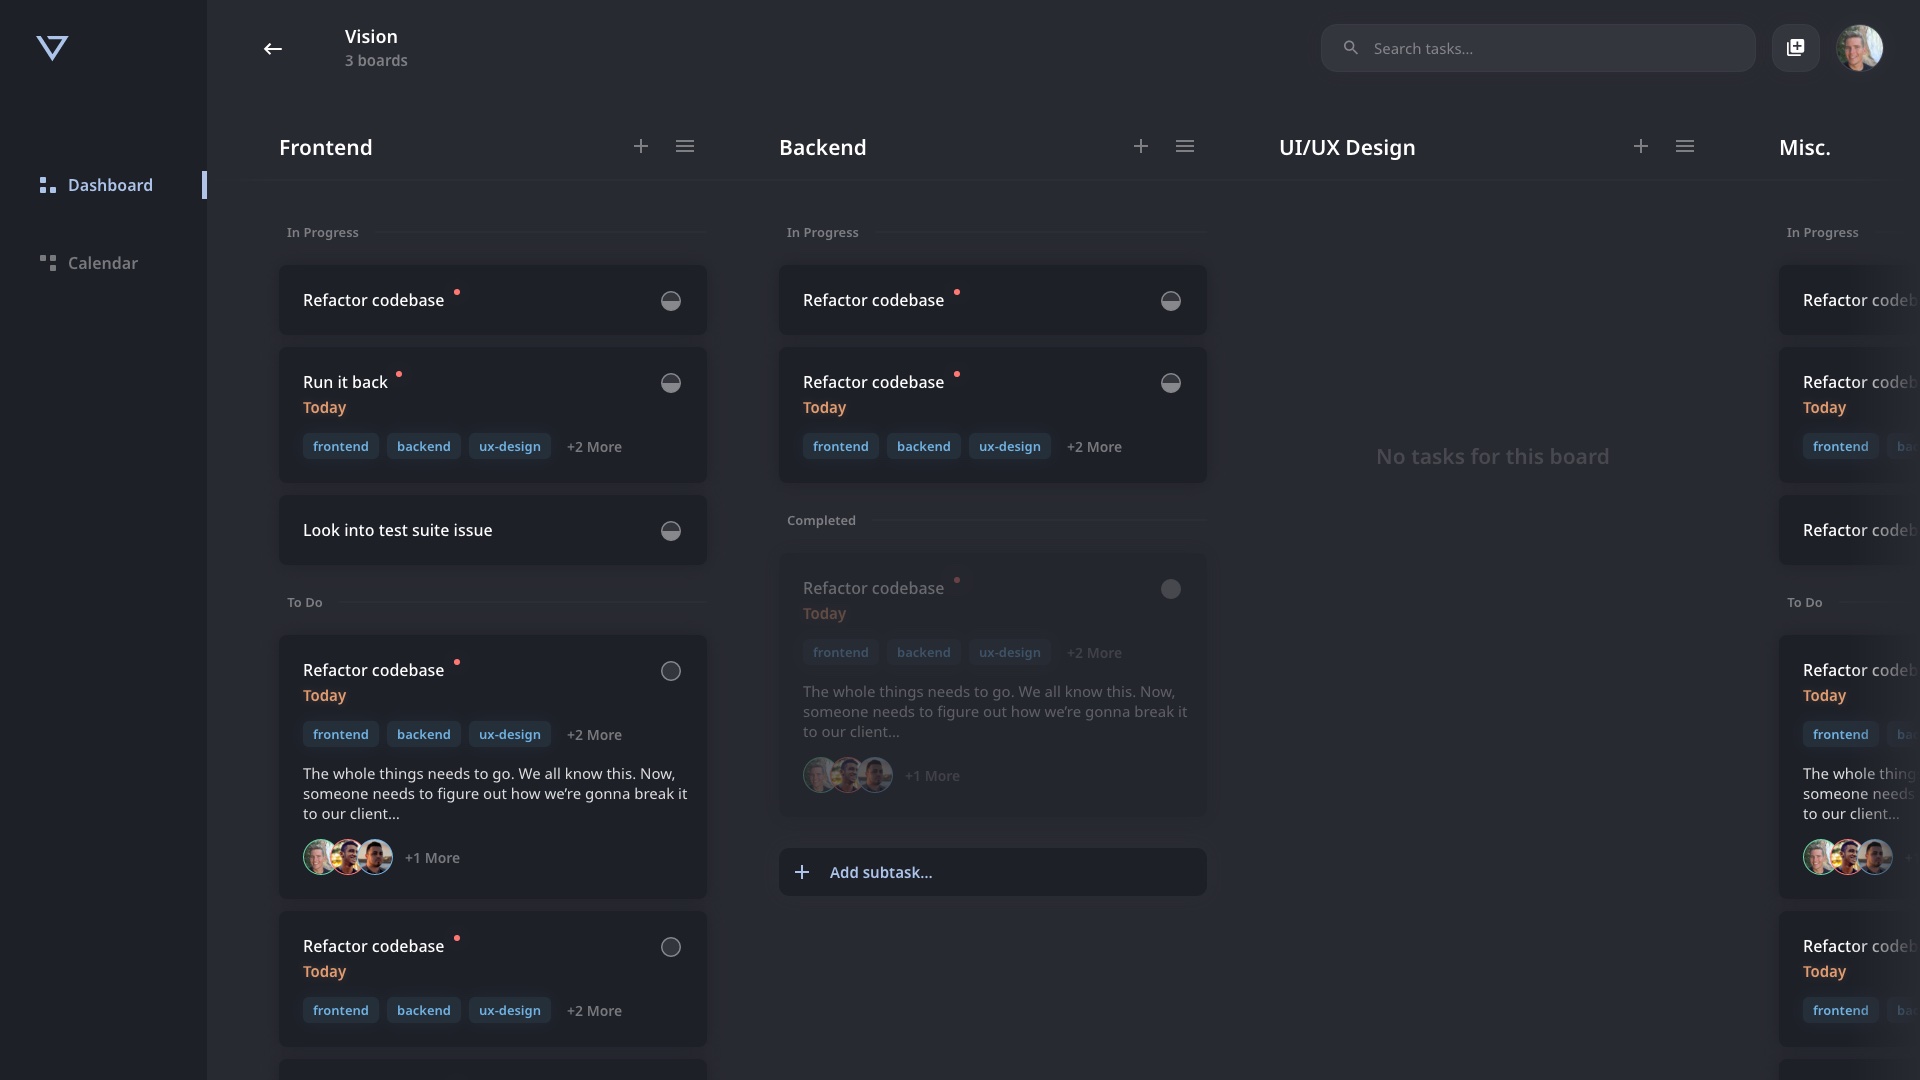 Vision
3 boards
Search tasks...
Dashboard
Calendar
Frontend
In Progress
Refactor codebase
Run it back
Today
frontend backend ux-design +2 More
Look into test suite issue
To Do
Refactor codebase
Today
frontend backend ux-design +2 More
The whole things needs to go. We all know this. Now,
someone needs to figure out how we're gonna break it
to our client...
+1 More
Refactor codebase
Today
frontend backend ux-design +2 More
Backend
In Progress
Refactor codebase
Refactor codebase
Today
frontend backend ux-design +2 More
Completed
Refactor codebase
Today
frontend backend ux-design +2 More
The whole things needs to go. We all know this. Now,
someone needs to figure out how we're gonna break it
to our client...
+1 More
Add subtask...
UI/UX Design
No tasks for this board
Misc.
In Progress
Refactor codeb
Refactor codeb
Today
frontend bac
Refactor codeb
To Do
Refactor codeb
Today
frontend bac
The whole thing
someone needs
to our client...
Refactor codeb
Today
frontend bac